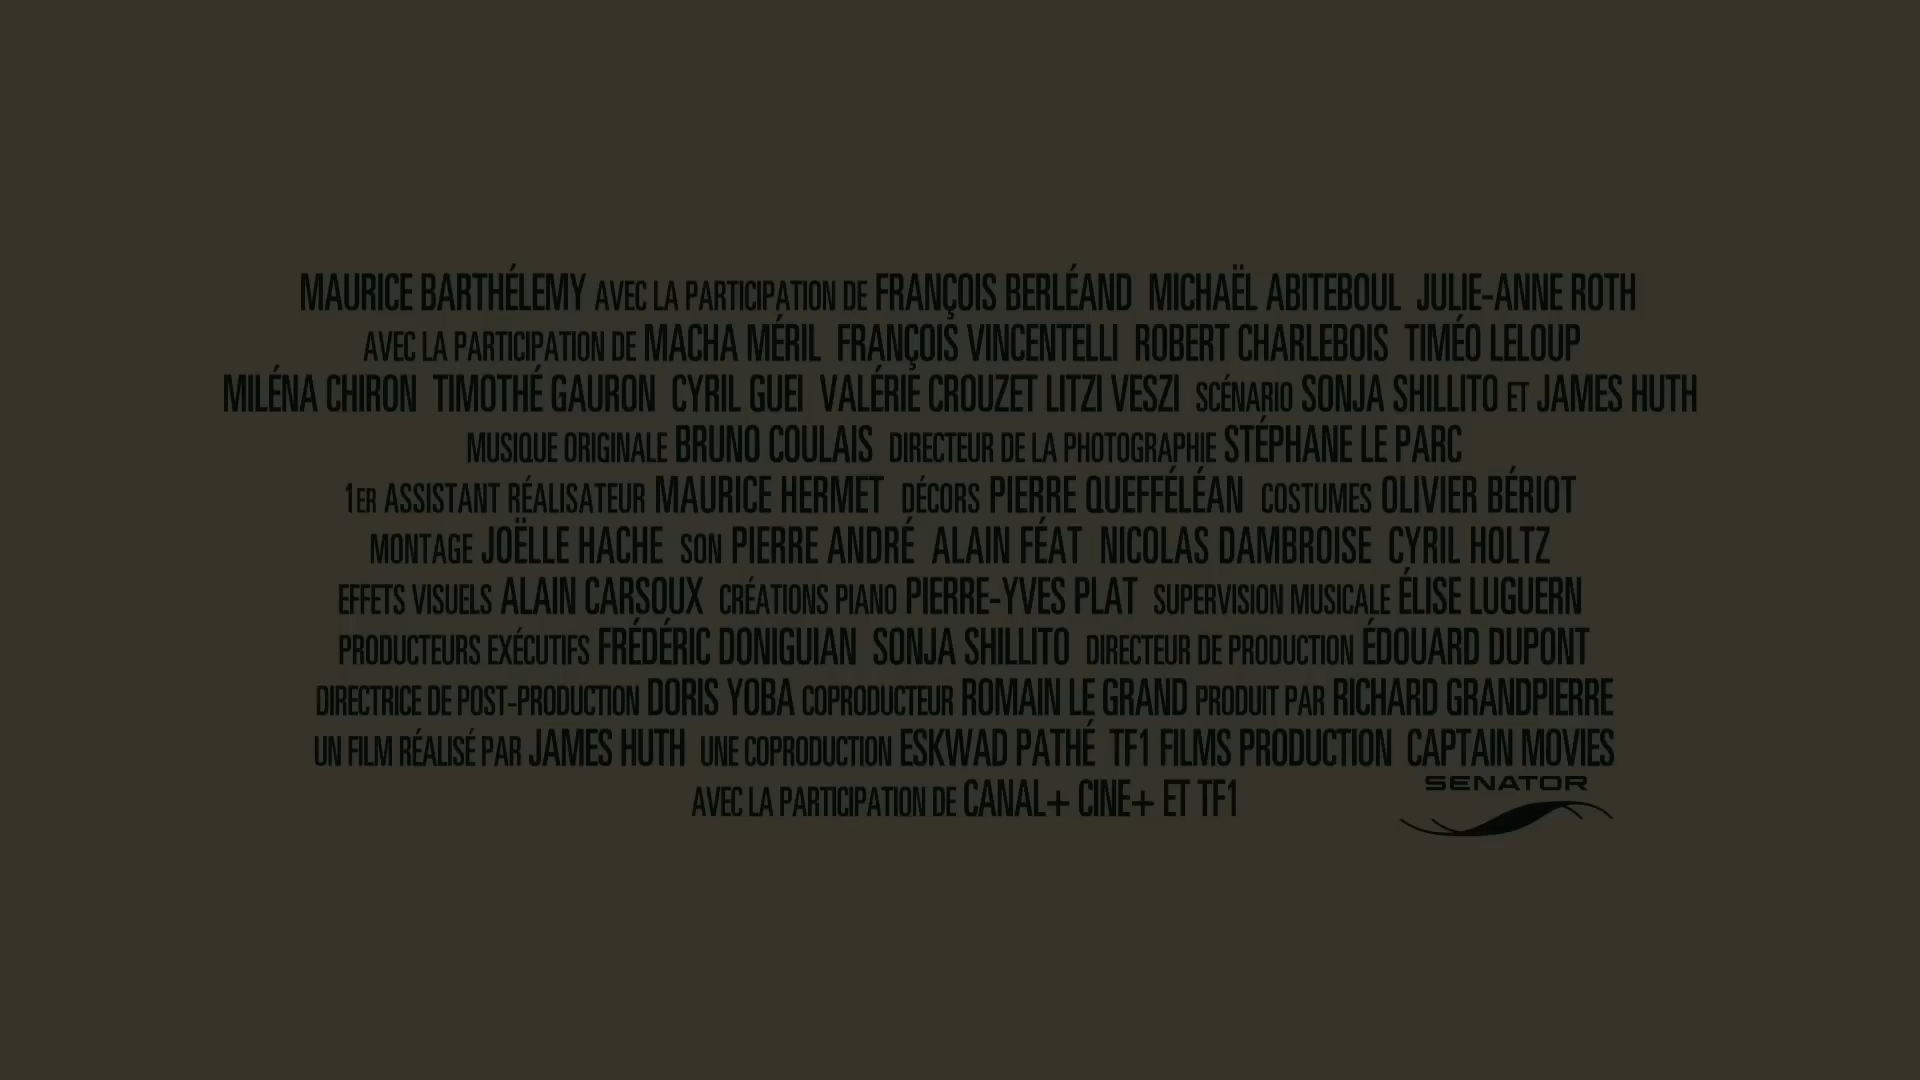 MAURICE BARTHÉLEMY AVEC LA PARTICIPATION DE FRANÇOIS BERLÉAND MICHAËL ABITEBOUL JULIE-ANNE ROTH
AVEC LA PARTICIPATION DE MACHA MÉRIL FRANÇOIS VINCENTELLI ROBERT CHARLEBOIS TIMÉO LELOUP
MILÉNA CHIRON TIMOTHÉ GAURON CYRIL GUEI VALÉRIE CROUZET LITZI VESZI SCÉNARIO SONJA SHILLITO ET JAMES HUTH
MUSIQUE ORIGINALE BRUNO COULAIS DIRECTEUR DE LA PHOTOGRAPHIE STÉPHANE LE PARC
1ER ASSISTANT RÉALISATEUR MAURICE HERMET DÉCORS PIERRE QUEFFÉLÉAN COSTUMES OLIVIER BÉRIOT
MONTAGE JOËLLE HACHE SON PIERRE ANDRÉ ALAIN FÉAT NICOLAS DAMBROISE CYRIL HOLTZ
EFFETS VISUELS ALAIN CARSOUX CRÉATIONS PIANO PIERRE-YVES PLAT SUPERVISION MUSICALE ÉLISE LUGUERN
PRODUCTEURS EXÉCUTIFS FRÉDÉRIC DONIGUIAN SONJA SHILLITO DIRECTEUR DE PRODUCTION ÉDOUARD DUPONT
DIRECTRICE DE POST-PRODUCTION DORIS YOBA COPRODUCTEUR ROMAIN LE GRAND PRODUIT PAR RICHARD GRANDPIERRE
UN FILM RÉALISÉ PAR JAMES HUTH UNE COPRODUCTION ESKWAD PATHÉ TF1 FILMS PRODUCTION CAPTAIN MOVIES
SENATOR
AVEC LA PARTICIPATION DE CANAL+ CINE+ ET TF1